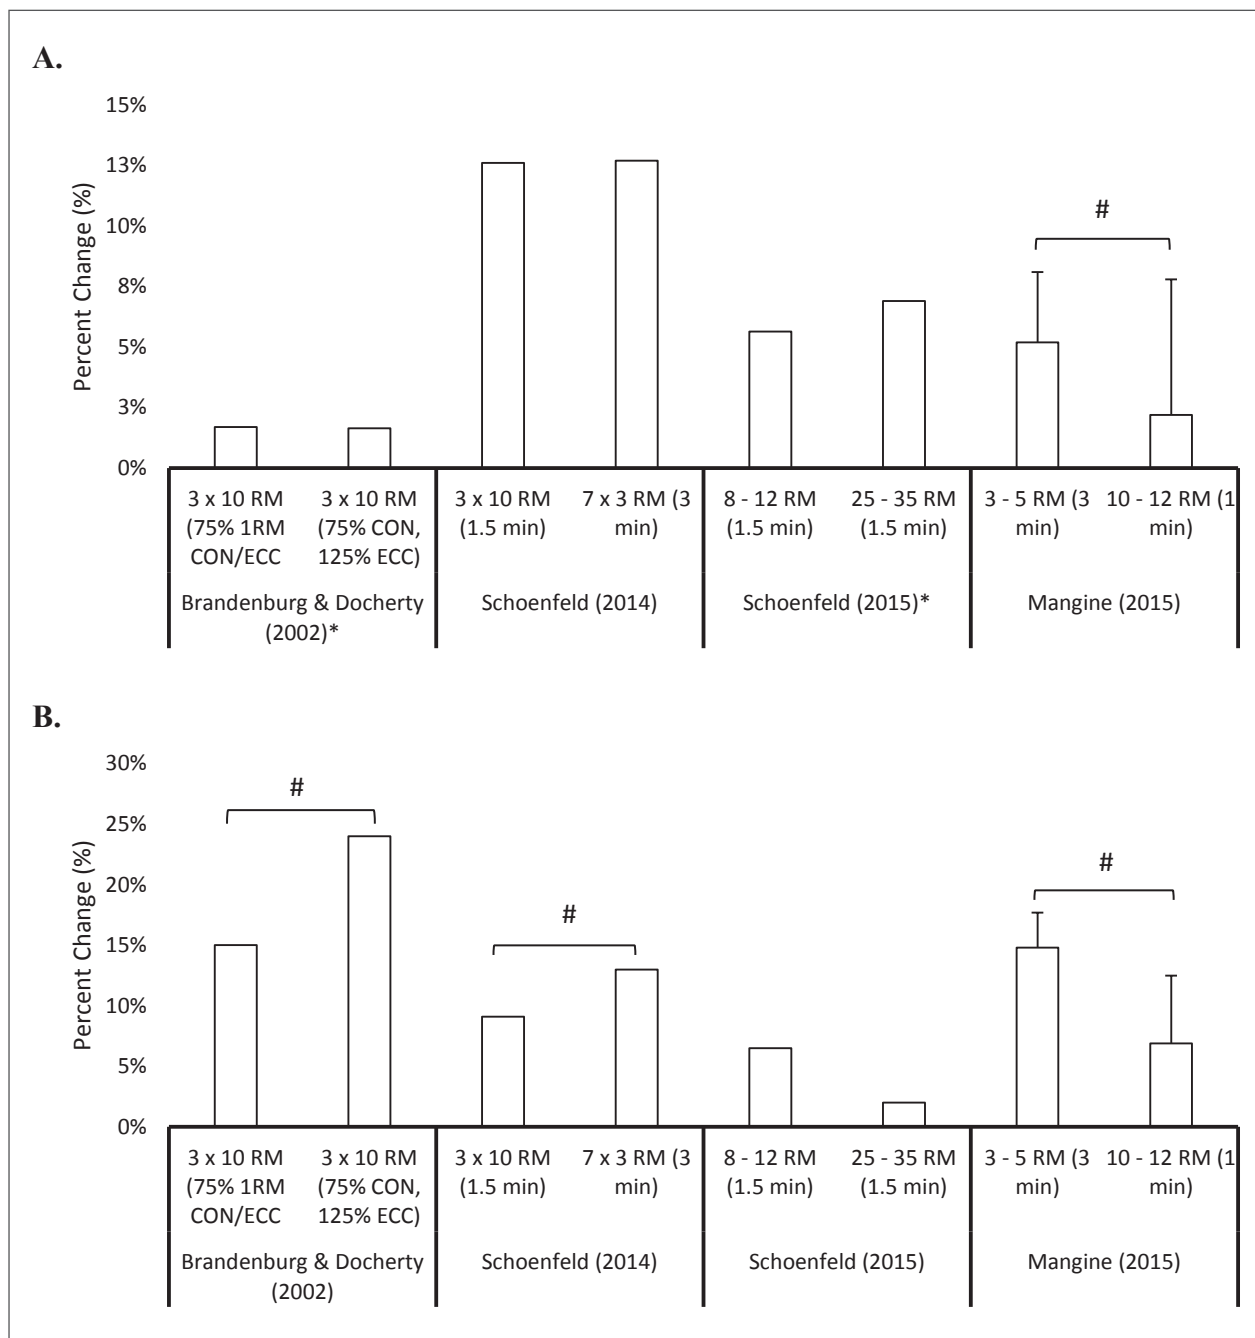 A.
Percent Change (%)
15%
13%
10%
8%
5%
3%
0%
#
3 x 10 RM
(75% 1RM
CON/ECC
3 x 10 RM
(75% CON,
125% ECC)
3 x 10 RM
(1.5 min)
7 x 3 RM (3
min)
8 - 12 RM
(1.5 min)
25 - 35 RM
(1.5 min)
3 - 5 RM (3
min)
10 - 12 RM (1
min)
Brandenburg & Docherty
(2002)*
Schoenfeld (2014)
Schoenfeld (2015)*
Mangine (2015)
B.
Percent Change (%)
30%
25%
20%
15%
10%
5%
0%
#
#
#
3 x 10 RM
(75% 1RM
CON/ECC
3 x 10 RM
(75% CON,
125% ECC)
3 x 10 RM
(1.5 min)
7 x 3 RM (3
min)
8 - 12 RM
(1.5 min)
25 - 35 RM
(1.5 min)
3 - 5 RM (3
min)
10 - 12 RM (1
min)
Brandenburg & Docherty
(2002)
Schoenfeld (2014)
Schoenfeld (2015)
Mangine (2015)